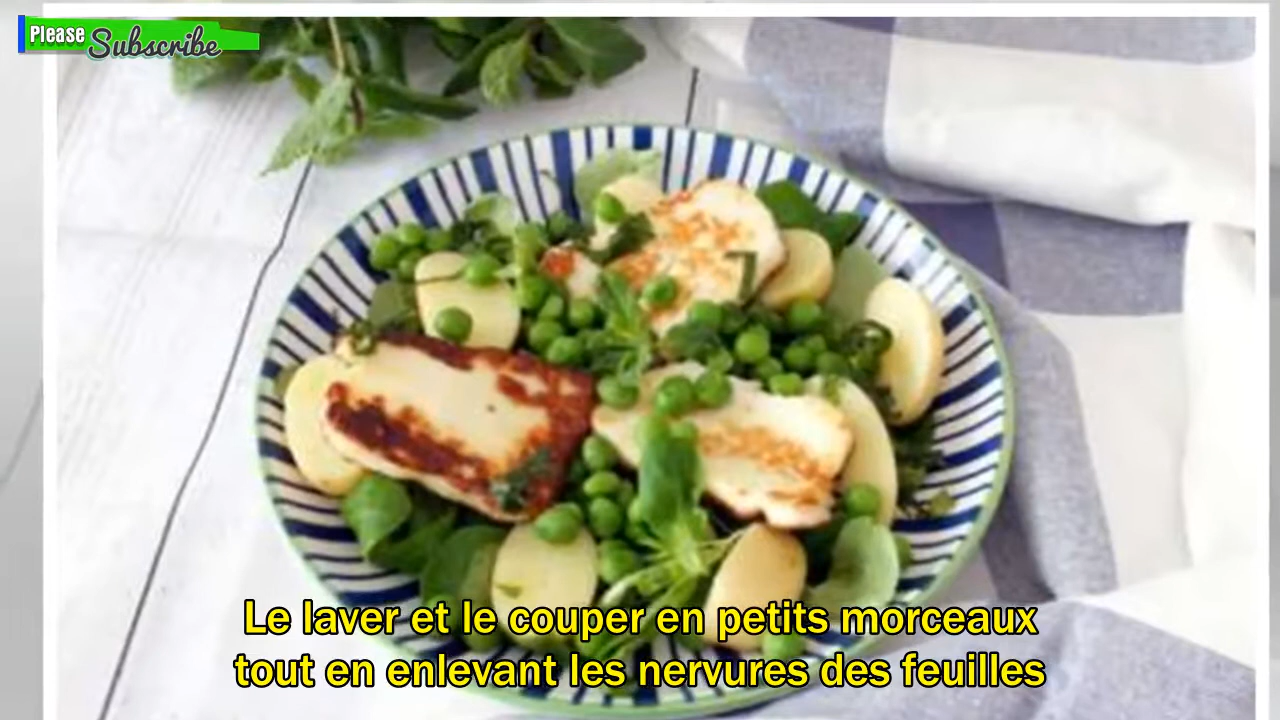 Please Subscribe
Le laver et le couper en petits morceaux
tout en enlevant les nervures des feuilles